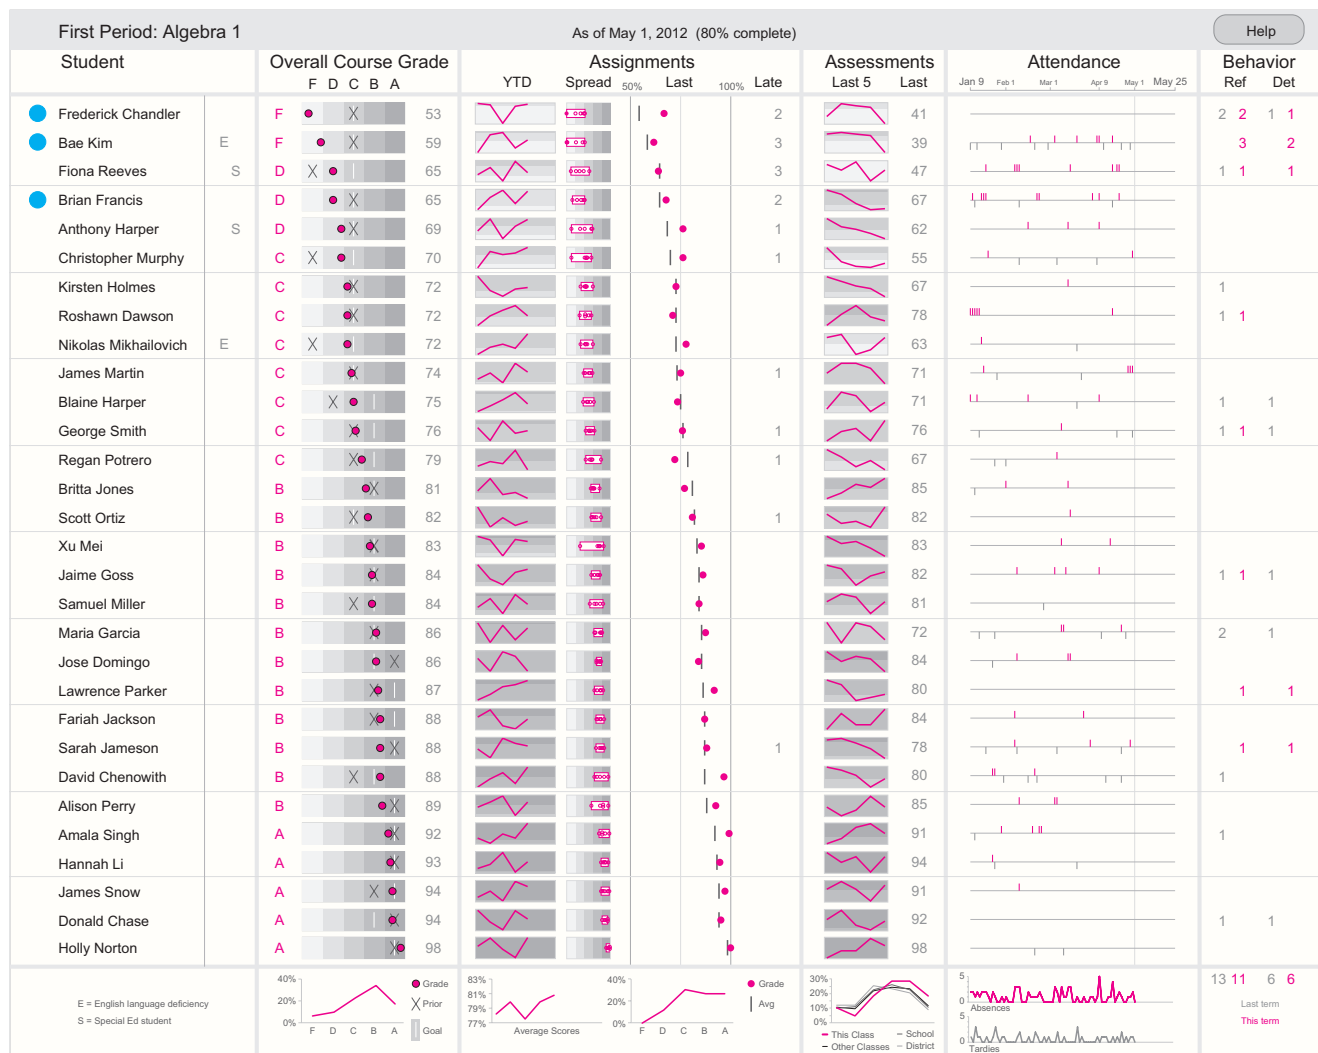 First Period: Algebra 1 As of May 1, 2012 (80% complete) Help
Student Overall Course Grade Assignments Assessments Attendance Behavior
F D C B A YTD Spread 50% Last 100% Late Last 5 Last Jan 9 Feb 1 Mar 1 Apr 9 May 1 May 25 Ref Det
Frederick Chandler F 53 2 41 2 2 1 1
Bae Kim E F 59 3 39 3 2
Fiona Reeves S D 65 3 47 1 1 1
Brian Francis D 65 2 67
Anthony Harper S D 69 1 62
Christopher Murphy C 70 1 55
Kirsten Holmes C 72 67 1
Roshawn Dawson C 72 78 1 1
Nikolas Mikhailovich E C 72 63
James Martin C 74 1 71
Blaine Harper C 75 71 1 1
George Smith C 76 1 76 1 1 1
Regan Potrero C 79 1 67
Britta Jones B 81 85
Scott Ortiz B 82 1 82
Xu Mei B 83 83
Jaime Goss B 84 82 1 1 1
Samuel Miller B 84 81
Maria Garcia B 86 72 2 1
Jose Domingo B 86 84
Lawrence Parker B 87 80 1 1
Fariah Jackson B 88 84
Sarah Jameson B 88 1 78 1 1
David Chenowith B 88 80 1
Alison Perry B 89 85
Amala Singh A 92 91 1
Hannah Li A 93 94
James Snow A 94 91
Donald Chase A 94 92 1 1
Holly Norton A 98 98
E = English language deficiency
S = Special Ed student
40%
20%
0%
F D C B A
Grade
Prior
Goal
83%
81%
79%
77%
Average Scores
40%
20%
0%
F D C B A
Grade
Avg
30%
20%
10%
0%
This Class School
Other Classes District
5
0
Absences
5
0
Tardies
13 11 6 6
Last term
This term